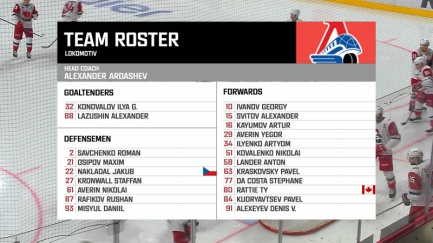 TEAM ROSTER
LOKOMOTIV
HEAD COACH
ALEXANDER ARDASHEV
GOALTENDERS
32 KONOVALOV ILYA G.
88 LAZUSHIN ALEXANDER
DEFENSEMEN
2 SAVCHENKO ROMAN
21 OSIPOV MAXIM
22 NAKLADAL JAKUB
27 KRONWALL STAFFAN
61 AVERIN NIKOLAI
87 RAFIKOV RUSHAN
93 MISYUL DANIIL
FORWARDS
10 IVANOV GEORGY
15 SVITOV ALEXANDER
16 KAYUMOV ARTUR
29 AVERIN YEGOR
34 ILYENKO ARTYOM
51 KOVALENKO NIKOLAI
58 LANDER ANTON
63 KRASKOVSKY PAVEL
77 DA COSTA STEPHANE
80 RATTIE TY
84 KUDRYAVTSEV PAVEL
91 ALEXEYEV DENIS V.